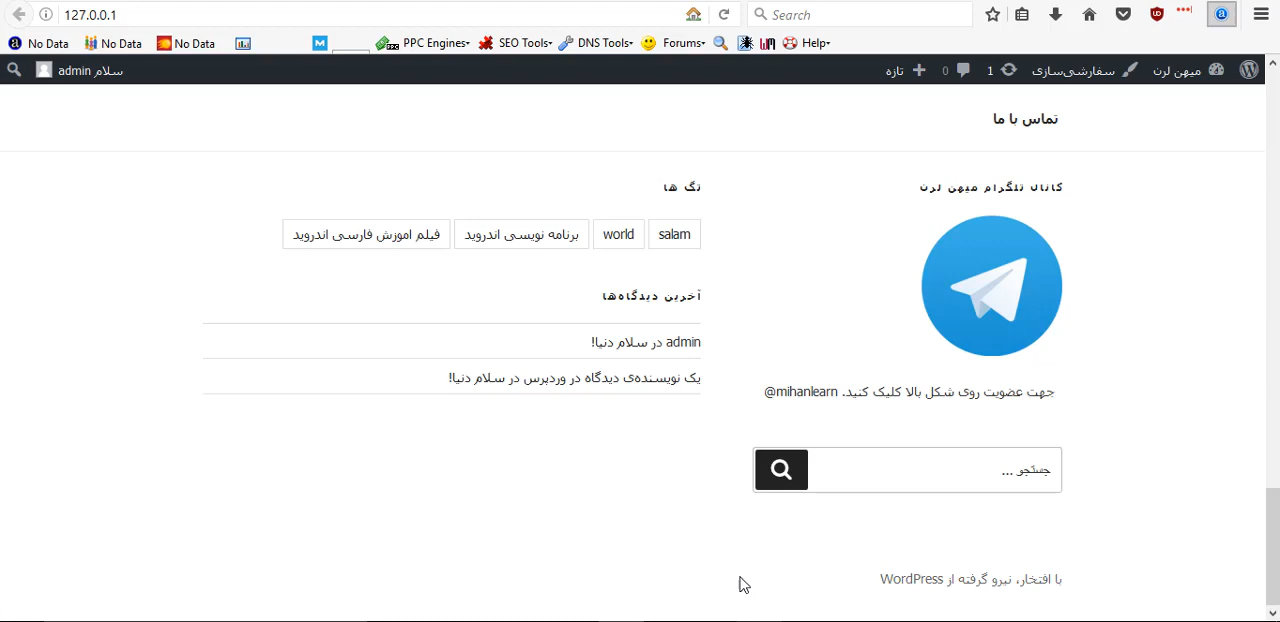 127.0.0.1
Search
No Data
No Data
No Data
M
PPC Engines
SEO Tools
DNS Tools
Forums
Help
میهن لرن
سفارشی‌سازی
1
0
تازه
سلام admin
تماس با ما
کانال تلگرام میهن لرن
جهت عضویت روی شکل بالا کلیک کنید. mihanlearn@
جستجو ...
تگ ها
salam
world
برنامه نویسی اندروید
فیلم اموزش فارسی اندروید
آخرین دیدگاه‌ها
admin در سلام دنیا!
یک نویسنده‌ی دیدگاه در وردپرس در سلام دنیا!
با افتخار، نیرو گرفته از WordPress